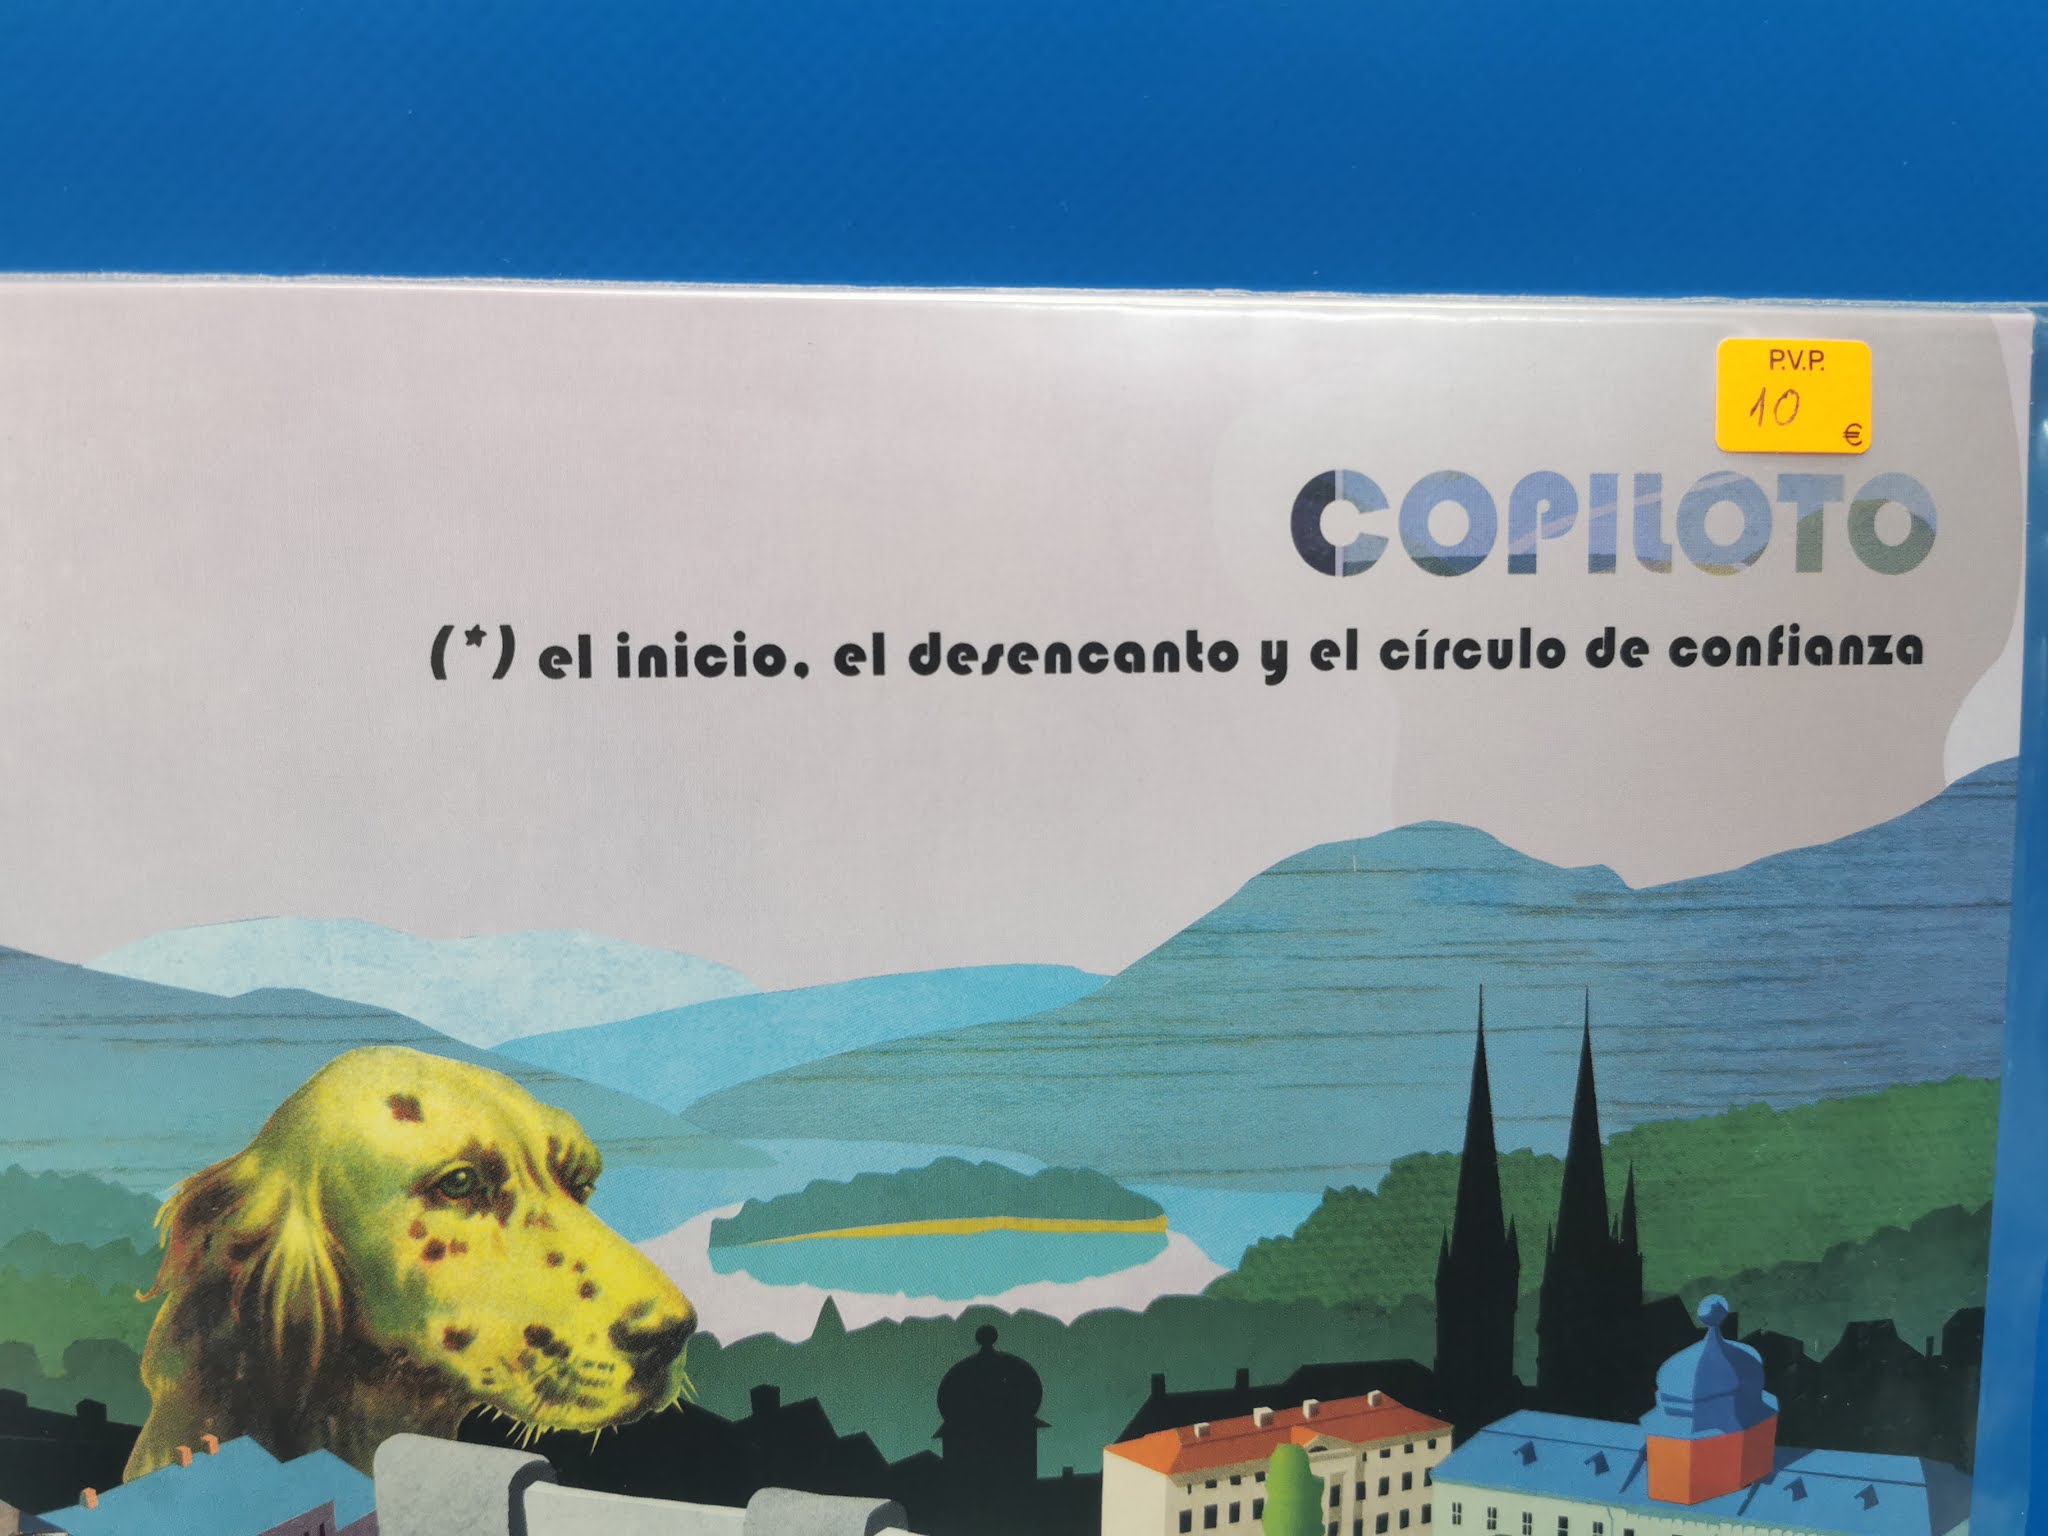 P.V.P.
10
€
COPILOTO
(*) el inicio, el desencanto y el círculo de confianza